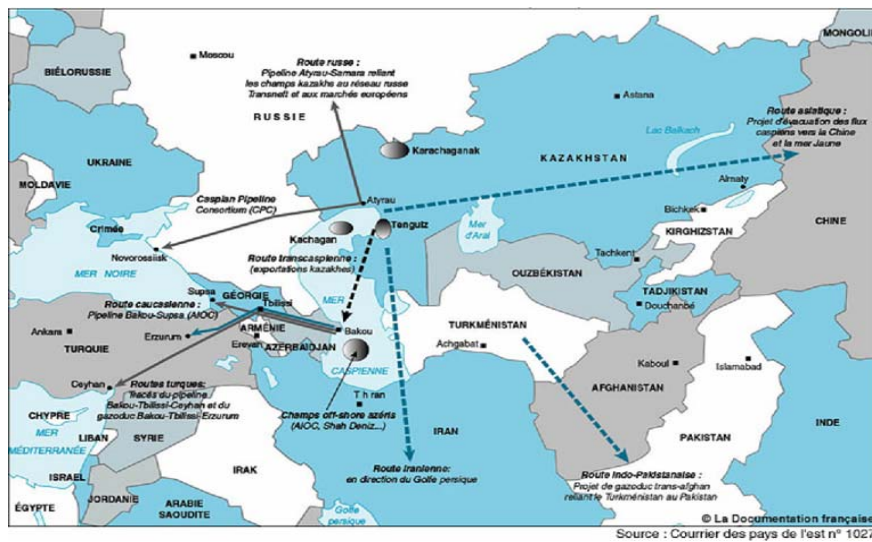 MONGOLIE
Moscou
BIÉLORUSSIE
Route russe :
Pipeline Atyrau-Samara reliant
les champs kazakhs au réseau russe
Transneft et aux marchés européens
RUSSIE
Astana
Route asiatique :
Projet d'évacuation des flux
caspiens vers la Chine
et la mer Jaune
Lac Balkach
Karachaganak
KAZAKHSTAN
UKRAINE
MOLDAVIE
Almaty
Caspian Pipeline
Consortium (CPC)
Atyrau
Bichkek
Crimée
Kachagan
Tenguiz
Mer
d'Aral
KIRGHIZSTAN
CHINE
Novorossiisk
Route transcaspienne :
(exportations kazakhes)
Tachkent
MER NOIRE
OUZBÉKISTAN
Supsa
GÉORGIE
MER
TADJIKISTAN
Route caucasienne :
Pipeline Bakou-Supsa (AIOC)
Tbilissi
Douchanbé
Ankara
Erzurum
ARMÉNIE
Erevan
Bakou
TURKMÉNISTAN
TURQUIE
AZERBAÏDJAN
Achgabat
CASPIENNE
Kaboul
Islamabad
Ceyhan
Routes turques:
Tracés du pipeline
Bakou-Tbilissi-Ceyhan et du
gazoduc Bakou-Tbilissi-Erzurum
T h ran
AFGHANISTAN
CHYPRE
Champs off-shore azéris
(AIOC, Shah Deniz...)
IRAN
MER
MÉDITERRANÉE
LIBAN
SYRIE
PAKISTAN
INDE
ISRAEL
IRAK
Route iranienne:
en direction du Golfe persique
Route Indo-Pakistanaise :
Projet de gazoduc trans-afghan
reliant le Turkménistan au Pakistan
JORDANIE
ÉGYPTE
ARABIE
SAOUDITE
Golfe
persique
© La Documentation française
Source : Courrier des pays de l'est n° 1027